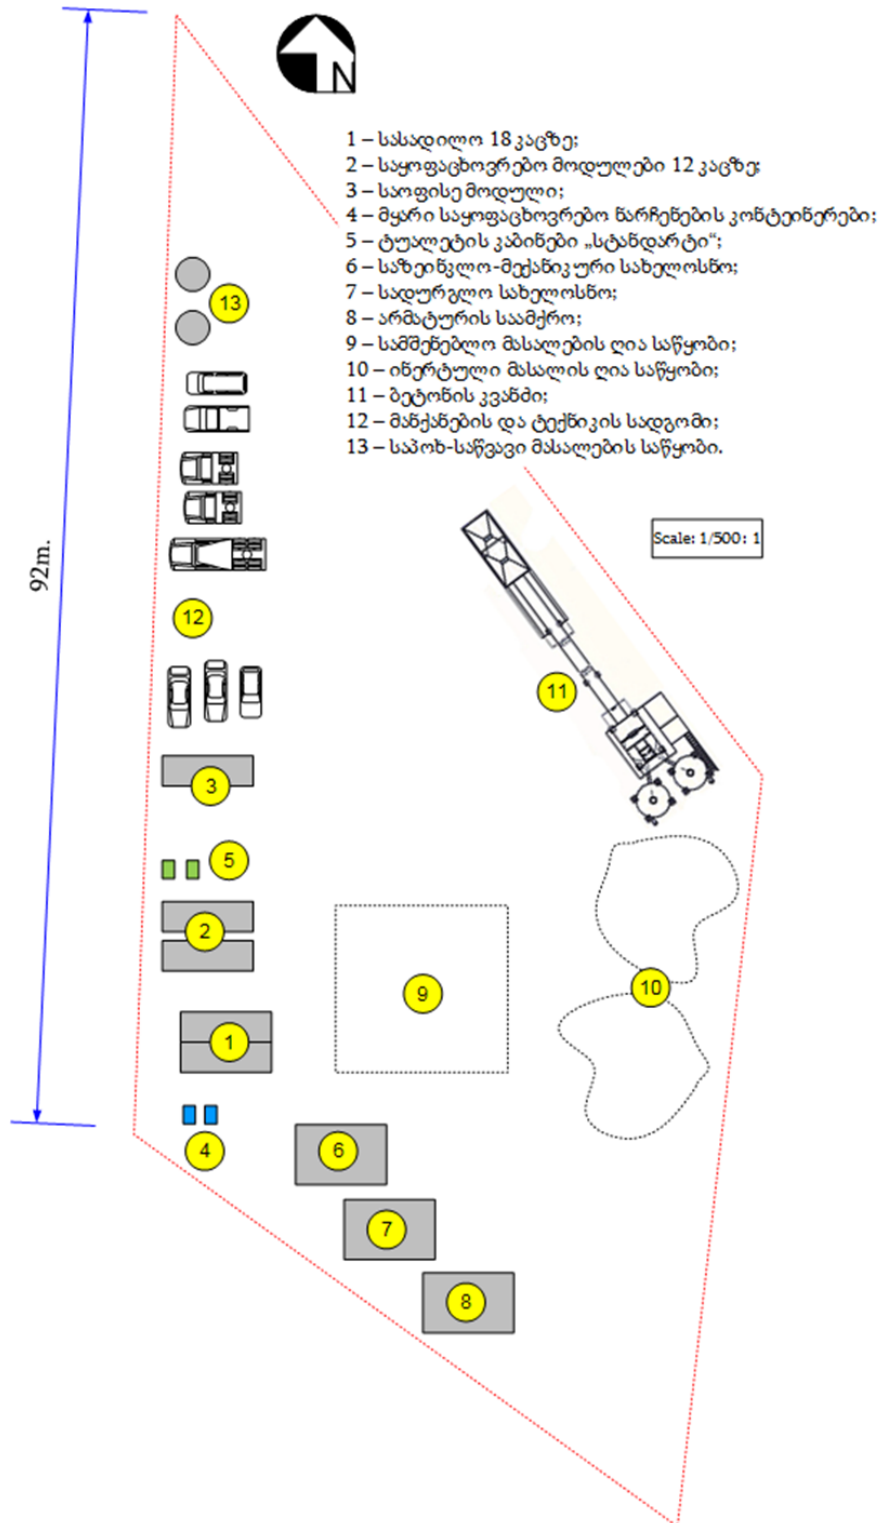 N
1 – სასადილო 18 კაცზე;
2 – საყოფაცხოვრებო მოდულები 12 კაცზე;
3 – საოფისე მოდული;
4 – მყარი საყოფაცხოვრებო ნარჩენების კონტეინერები;
5 – ტუალეტის კაბინები „სტანდარტი“;
6 – საზეინკლო-მექანიკური სახელოსნო;
7 – სადურგლო სახელოსნო;
8 – არმატურის საამქრო;
9 – სამშენებლო მასალების ღია საწყობი;
10 – ინერტული მასალის ღია საწყობი;
11 – ბეტონის კვანძი;
12 – მანქანების და ტექნიკის სადგომი;
13 – საპოხ-საწვავი მასალების საწყობი.
13
Scale: 1/500: 1
92m.
12
11
3
5
2
9
10
1
4
6
7
8